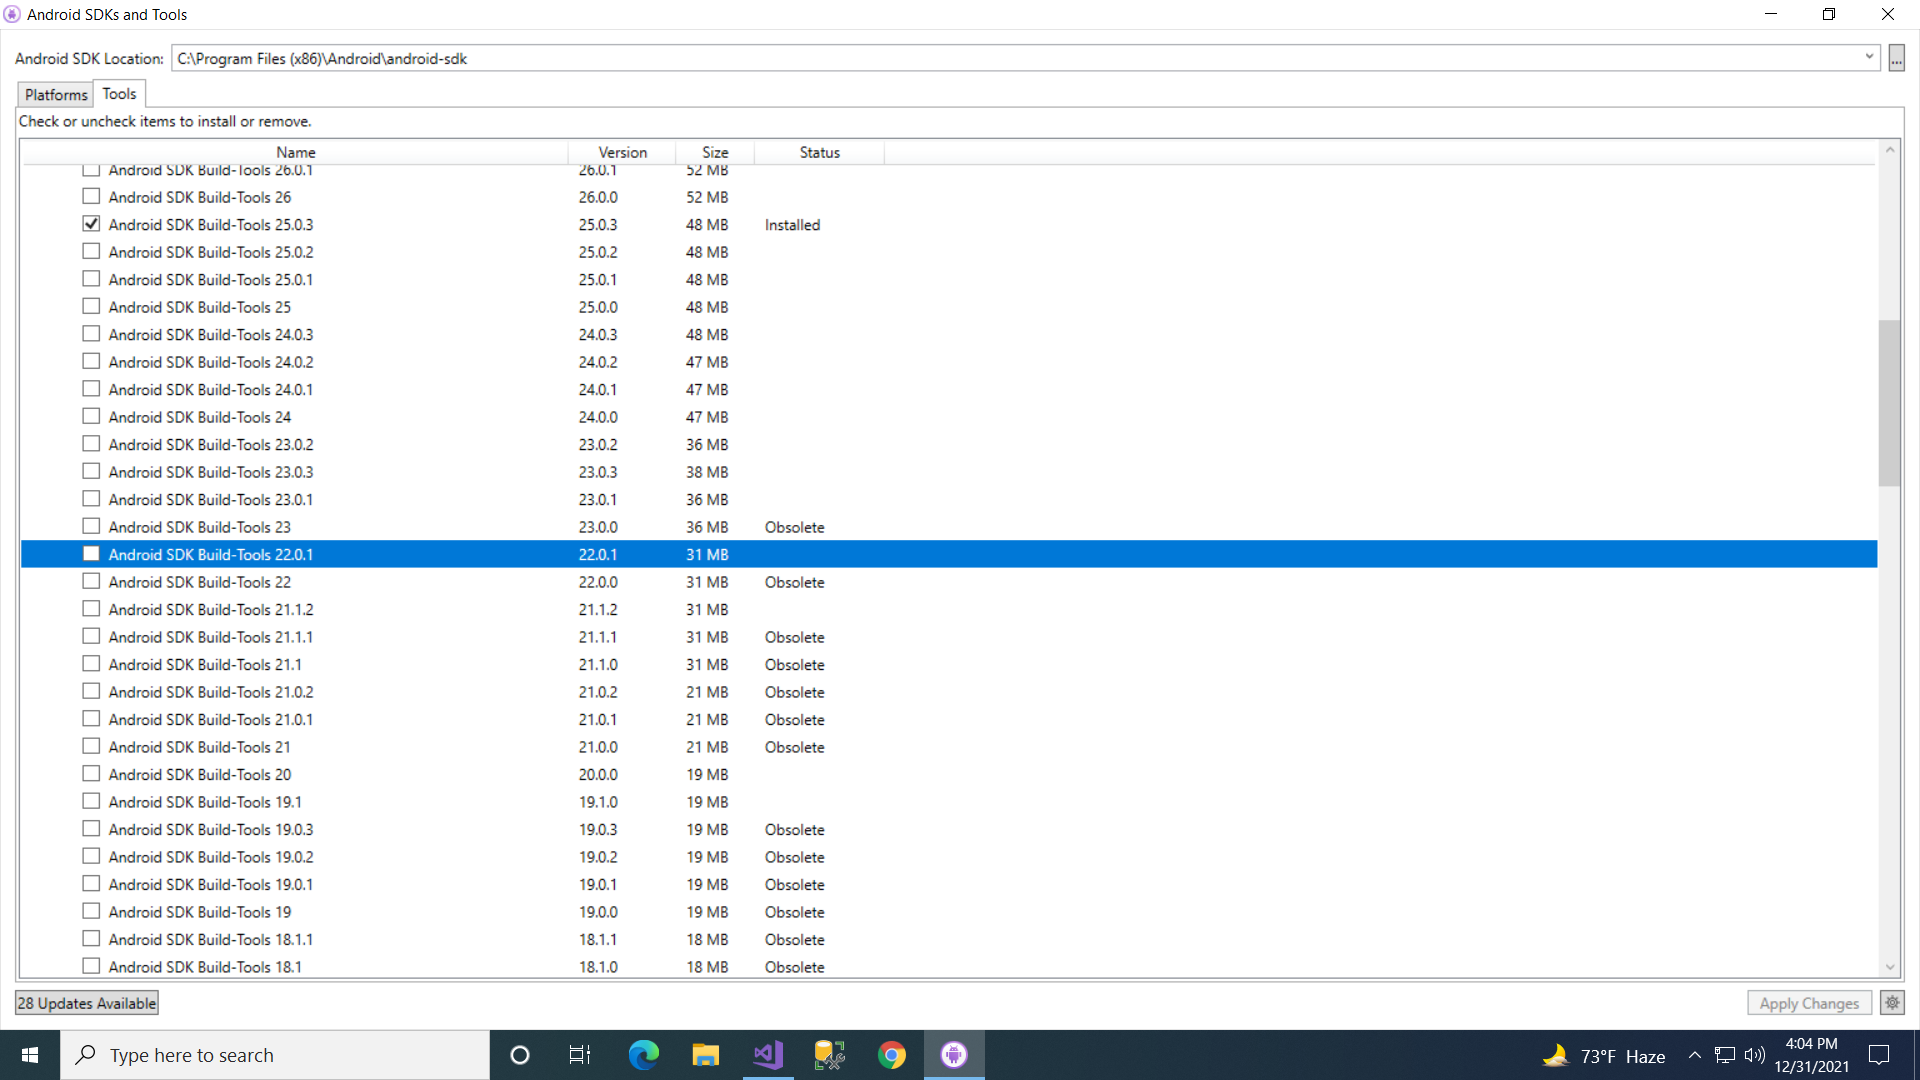 Android SDKs and Tools
Android SDK Location: C:\Program Files (x86)\Android\android-sdk ...
Platforms Tools
Check or uncheck items to install or remove.
Name Version Size Status
Android SDK Build-Tools 26.0.1 26.0.1 52 MB
Android SDK Build-Tools 26 26.0.0 52 MB
Android SDK Build-Tools 25.0.3 25.0.3 48 MB Installed
Android SDK Build-Tools 25.0.2 25.0.2 48 MB
Android SDK Build-Tools 25.0.1 25.0.1 48 MB
Android SDK Build-Tools 25 25.0.0 48 MB
Android SDK Build-Tools 24.0.3 24.0.3 48 MB
Android SDK Build-Tools 24.0.2 24.0.2 47 MB
Android SDK Build-Tools 24.0.1 24.0.1 47 MB
Android SDK Build-Tools 24 24.0.0 47 MB
Android SDK Build-Tools 23.0.2 23.0.2 36 MB
Android SDK Build-Tools 23.0.3 23.0.3 38 MB
Android SDK Build-Tools 23.0.1 23.0.1 36 MB
Android SDK Build-Tools 23 23.0.0 36 MB Obsolete
Android SDK Build-Tools 22.0.1 22.0.1 31 MB
Android SDK Build-Tools 22 22.0.0 31 MB Obsolete
Android SDK Build-Tools 21.1.2 21.1.2 31 MB
Android SDK Build-Tools 21.1.1 21.1.1 31 MB Obsolete
Android SDK Build-Tools 21.1 21.1.0 31 MB Obsolete
Android SDK Build-Tools 21.0.2 21.0.2 21 MB Obsolete
Android SDK Build-Tools 21.0.1 21.0.1 21 MB Obsolete
Android SDK Build-Tools 21 21.0.0 21 MB Obsolete
Android SDK Build-Tools 20 20.0.0 19 MB
Android SDK Build-Tools 19.1 19.1.0 19 MB
Android SDK Build-Tools 19.0.3 19.0.3 19 MB Obsolete
Android SDK Build-Tools 19.0.2 19.0.2 19 MB Obsolete
Android SDK Build-Tools 19.0.1 19.0.1 19 MB Obsolete
Android SDK Build-Tools 19 19.0.0 19 MB Obsolete
Android SDK Build-Tools 18.1.1 18.1.1 18 MB Obsolete
Android SDK Build-Tools 18.1 18.1.0 18 MB Obsolete
28 Updates Available Apply Changes
Type here to search 73°F Haze 4:04 PM
12/31/2021